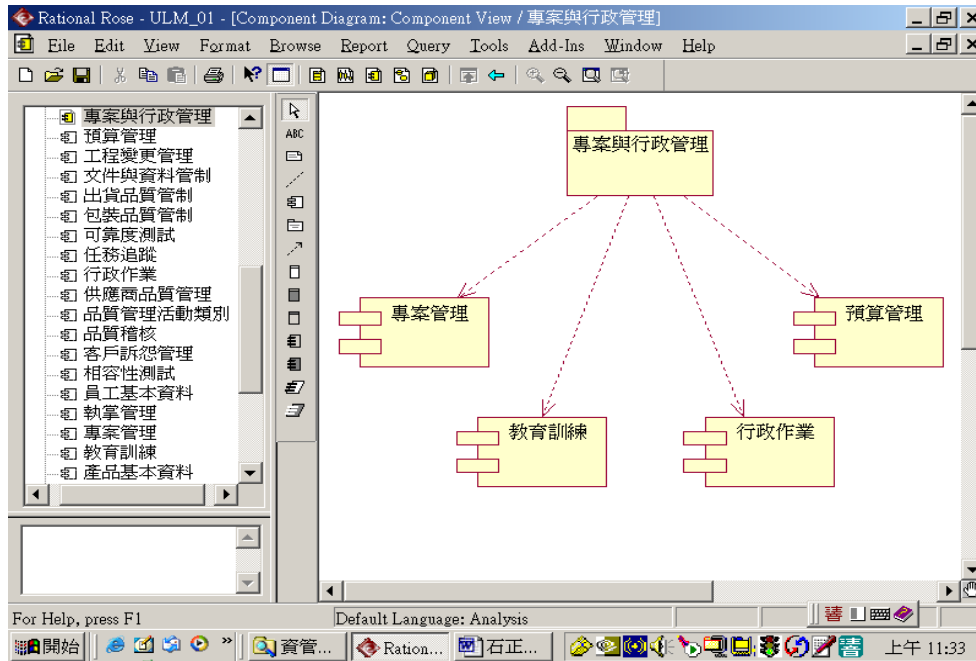 Rational Rose - ULM_01 - [Component Diagram: Component View / 專案與行政管理]
File Edit View Format Browse Report Query Tools Add-Ins Window Help
專案與行政管理
預算管理
工程變更管理
文件與資料管制
出貨品質管制
包裝品質管制
可靠度測試
任務追蹤
行政作業
供應商品質管理
品質管理活動類別
品質稽核
客戶訴怨管理
相容性測試
員工基本資料
執掌管理
專案管理
教育訓練
產品基本資料
ABC
專案與行政管理
專案管理
預算管理
教育訓練
行政作業
For Help, press F1
Default Language: Analysis
開始
資管...
Ration...
石正...
上午 11:33